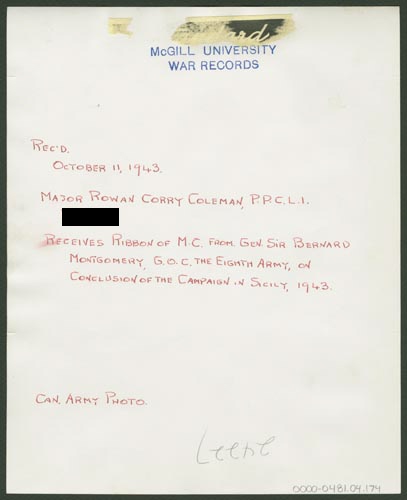 McGILL UNIVERSITY
WAR RECORDS
REC'D.
OCTOBER 11, 1943.
MAJOR ROWAN CORRY COLEMAN, P.P.C.L.I.
RECEIVES RIBBON OF M.C. FROM GEN. SIR BERNARD
MONTGOMERY, G.O.C. THE EIGHTH ARMY, ON
CONCLUSION OF THE CAMPAIGN IN SICILY, 1943.
CAN. ARMY PHOTO.
0000-0481.04.174